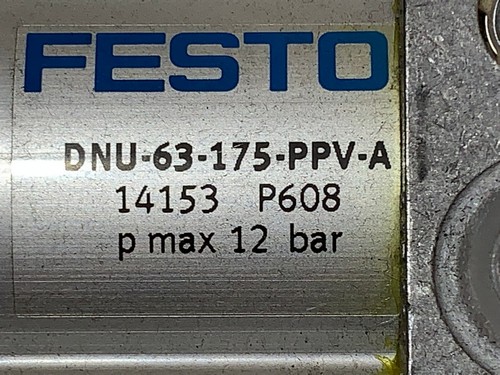 FESTO
DNU-63-175-PPV-A
14153 P608
p max 12 bar